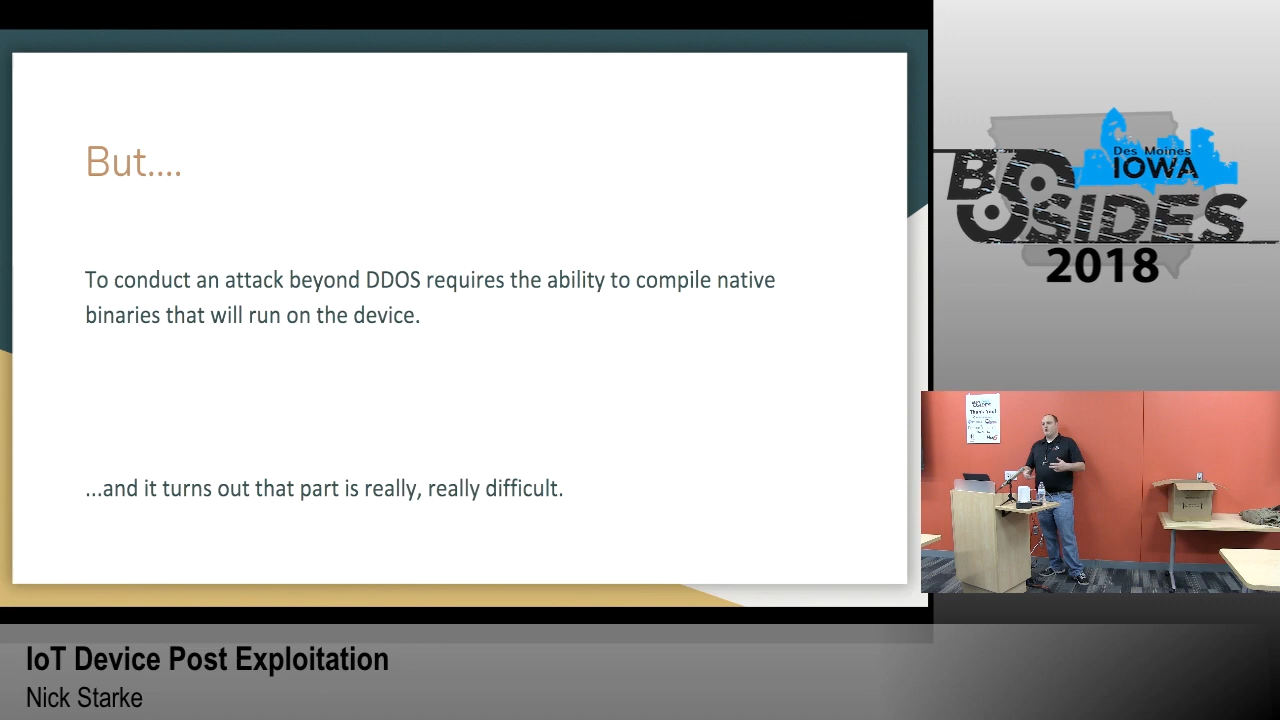 But....
To conduct an attack beyond DDOS requires the ability to compile native
binaries that will run on the device.
...and it turns out that part is really, really difficult.
Des Moines
IOWA
BSIDES
2018
Thank You!
IoT Device Post Exploitation
Nick Starke